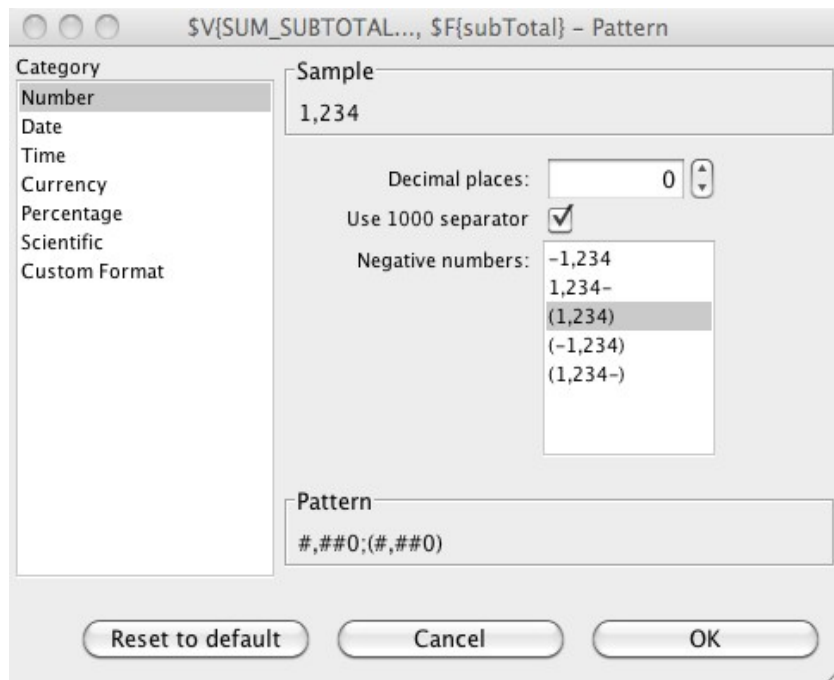 $V{SUM_SUBTOTAL..., $F{subTotal} – Pattern
Category
Number
Date
Time
Currency
Percentage
Scientific
Custom Format
Sample
1,234
Decimal places: 0
Use 1000 separator
Negative numbers:
-1,234
1,234-
(1,234)
(-1,234)
(1,234-)
Pattern
#,##0;(#,##0)
Reset to default Cancel OK